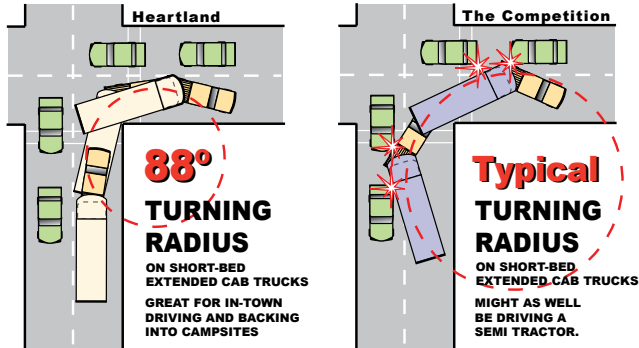 Heartland
88º
TURNING
RADIUS
ON SHORT-BED
EXTENDED CAB TRUCKS
GREAT FOR IN-TOWN
DRIVING AND BACKING
INTO CAMPSITES
The Competition
Typical
TURNING
RADIUS
ON SHORT-BED
EXTENDED CAB TRUCKS
MIGHT AS WELL
BE DRIVING A
SEMI TRACTOR.